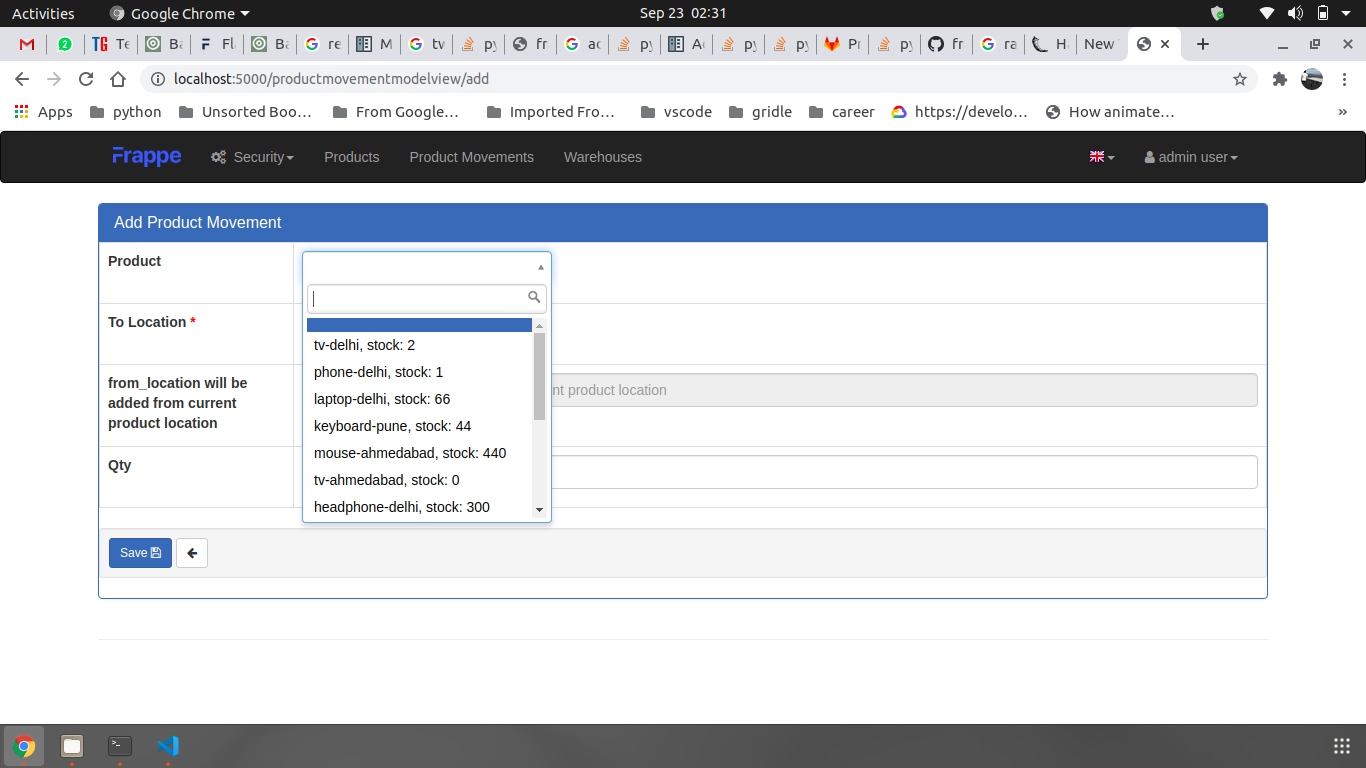 Activities Google Chrome Sep 23 02:31
2 Te Ba Fl Ba re M tv py fr ac py Ac py py Pr py fr ra Ha New
localhost:5000/productmovementmodelview/add
Apps python Unsorted Boo… From Google… Imported Fro… vscode gridle career https://develo… How animate… »
Frappe Security Products Product Movements Warehouses admin user
Add Product Movement
Product
To Location *
tv-delhi, stock: 2
phone-delhi, stock: 1
laptop-delhi, stock: 66
keyboard-pune, stock: 44
mouse-ahmedabad, stock: 440
tv-ahmedabad, stock: 0
headphone-delhi, stock: 300
from_location will be
added from current
product location
nt product location
Qty
Save